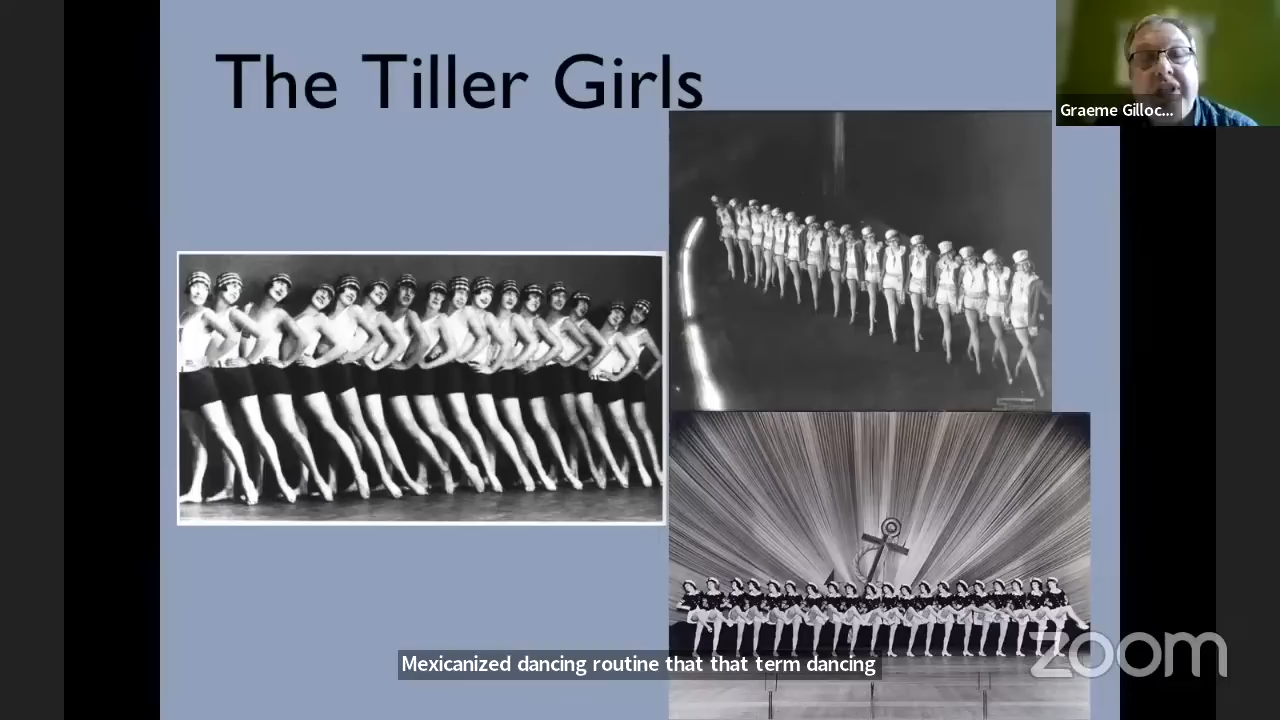 The Tiller Girls
Graeme Gilloc...
Mexicanized dancing routine that that term dancing
zoom